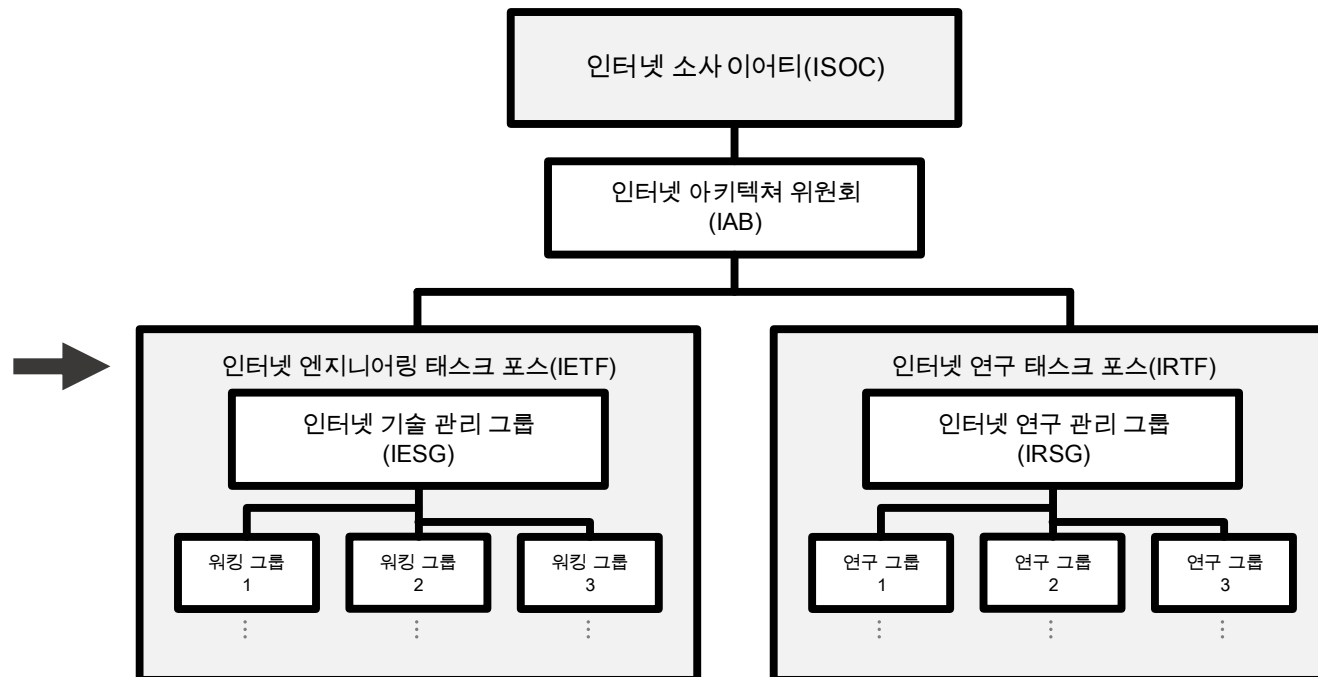 인터넷 소사이어티(ISOC)
인터넷 아키텍쳐 위원회
(IAB)
인터넷 엔지니어링 태스크 포스(IETF)
인터넷 연구 태스크 포스(IRTF)
인터넷 기술 관리 그룹
(IESG)
인터넷 연구 관리 그룹
(IRSG)
워킹 그룹
1
워킹 그룹
2
워킹 그룹
3
연구 그룹
1
연구 그룹
2
연구 그룹
3